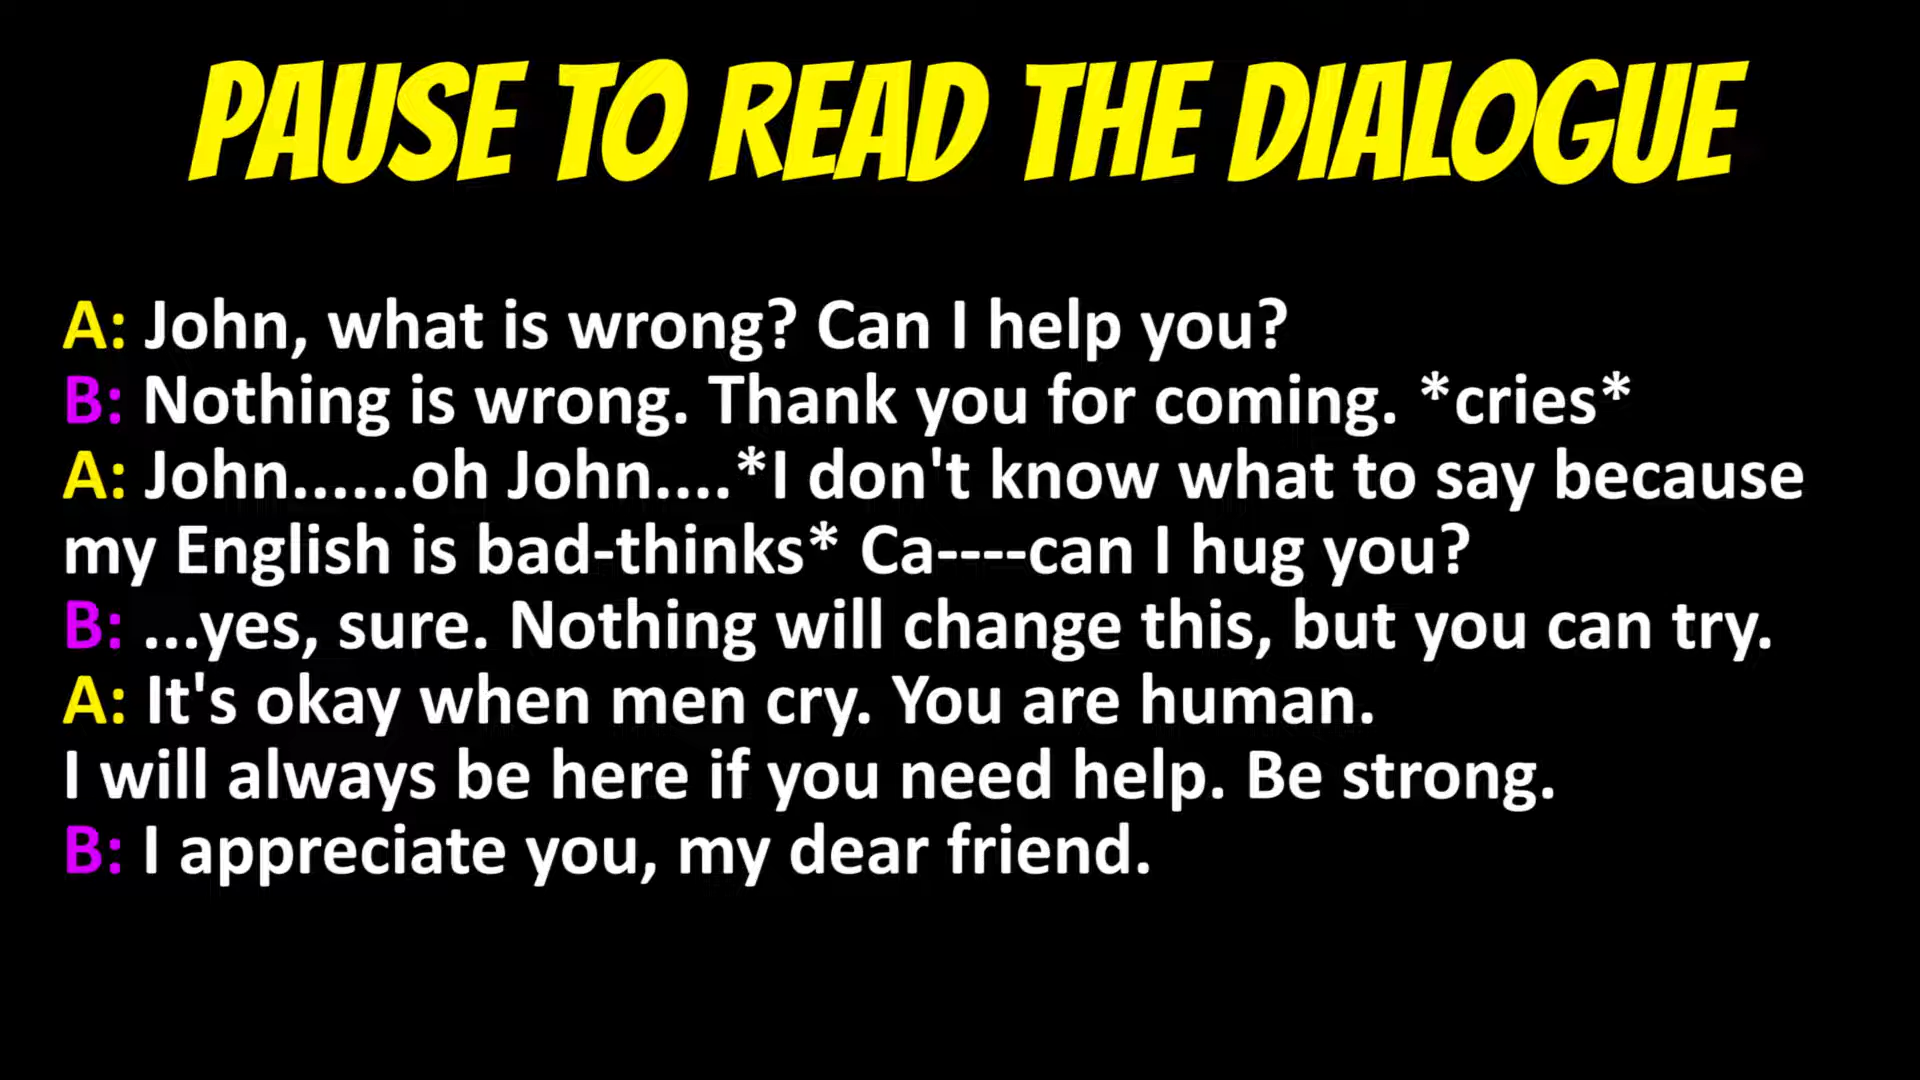 PAUSE TO READ THE DIALOGUE
A: John, what is wrong? Can I help you?
B: Nothing is wrong. Thank you for coming. *cries*
A: John......oh John....*I don't know what to say because
my English is bad-thinks* Ca----can I hug you?
B: ...yes, sure. Nothing will change this, but you can try.
A: It's okay when men cry. You are human.
I will always be here if you need help. Be strong.
B: I appreciate you, my dear friend.